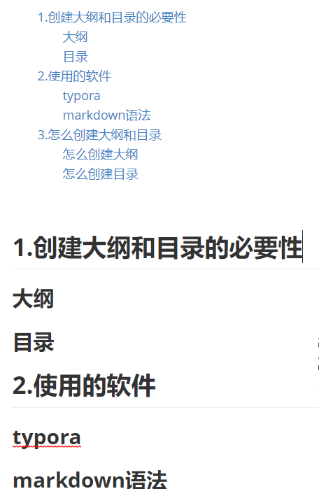 1.创建大纲和目录的必要性
大纲
目录
2.使用的软件
typora
markdown语法
3.怎么创建大纲和目录
怎么创建大纲
怎么创建目录
1.创建大纲和目录的必要性
大纲
目录
2.使用的软件
typora
markdown语法